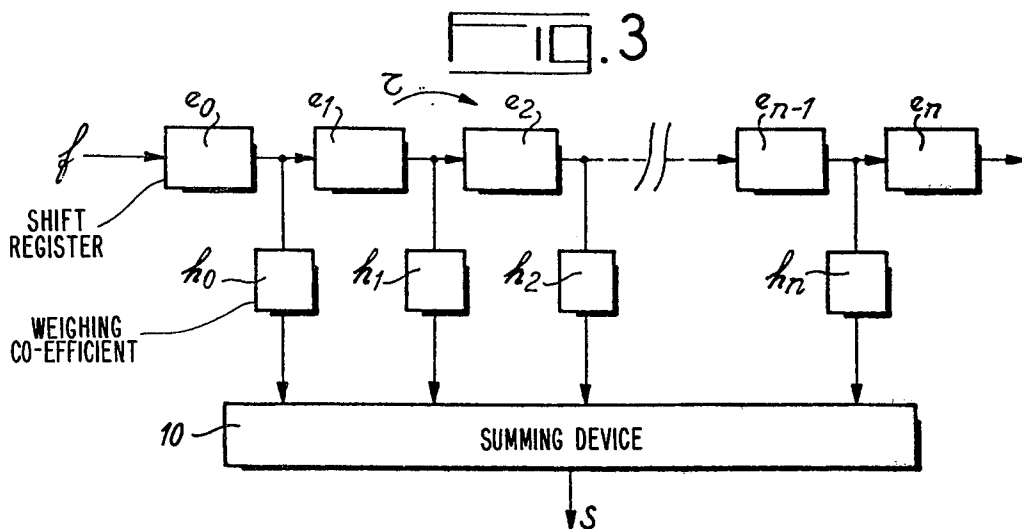 FIG. 3
τ
e0 e1 e2 en-1 en
f
SHIFT
REGISTER
h0 h1 h2 hn
WEIGHING
CO-EFFICIENT
10 SUMMING DEVICE
S